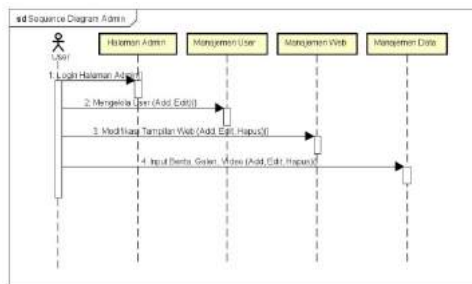 sd Sequence Diagram Admin
User
Halaman Admin
Manajemen User
Manajemen Web
Manajemen Data
1: Login Halaman Admin()
2: Mengelola User (Add, Edit)()
3: Modifikasi Tampilan Web (Add, Edit, Hapus)()
4: Input Berita, Galeri, Video (Add, Edit, Hapus)()